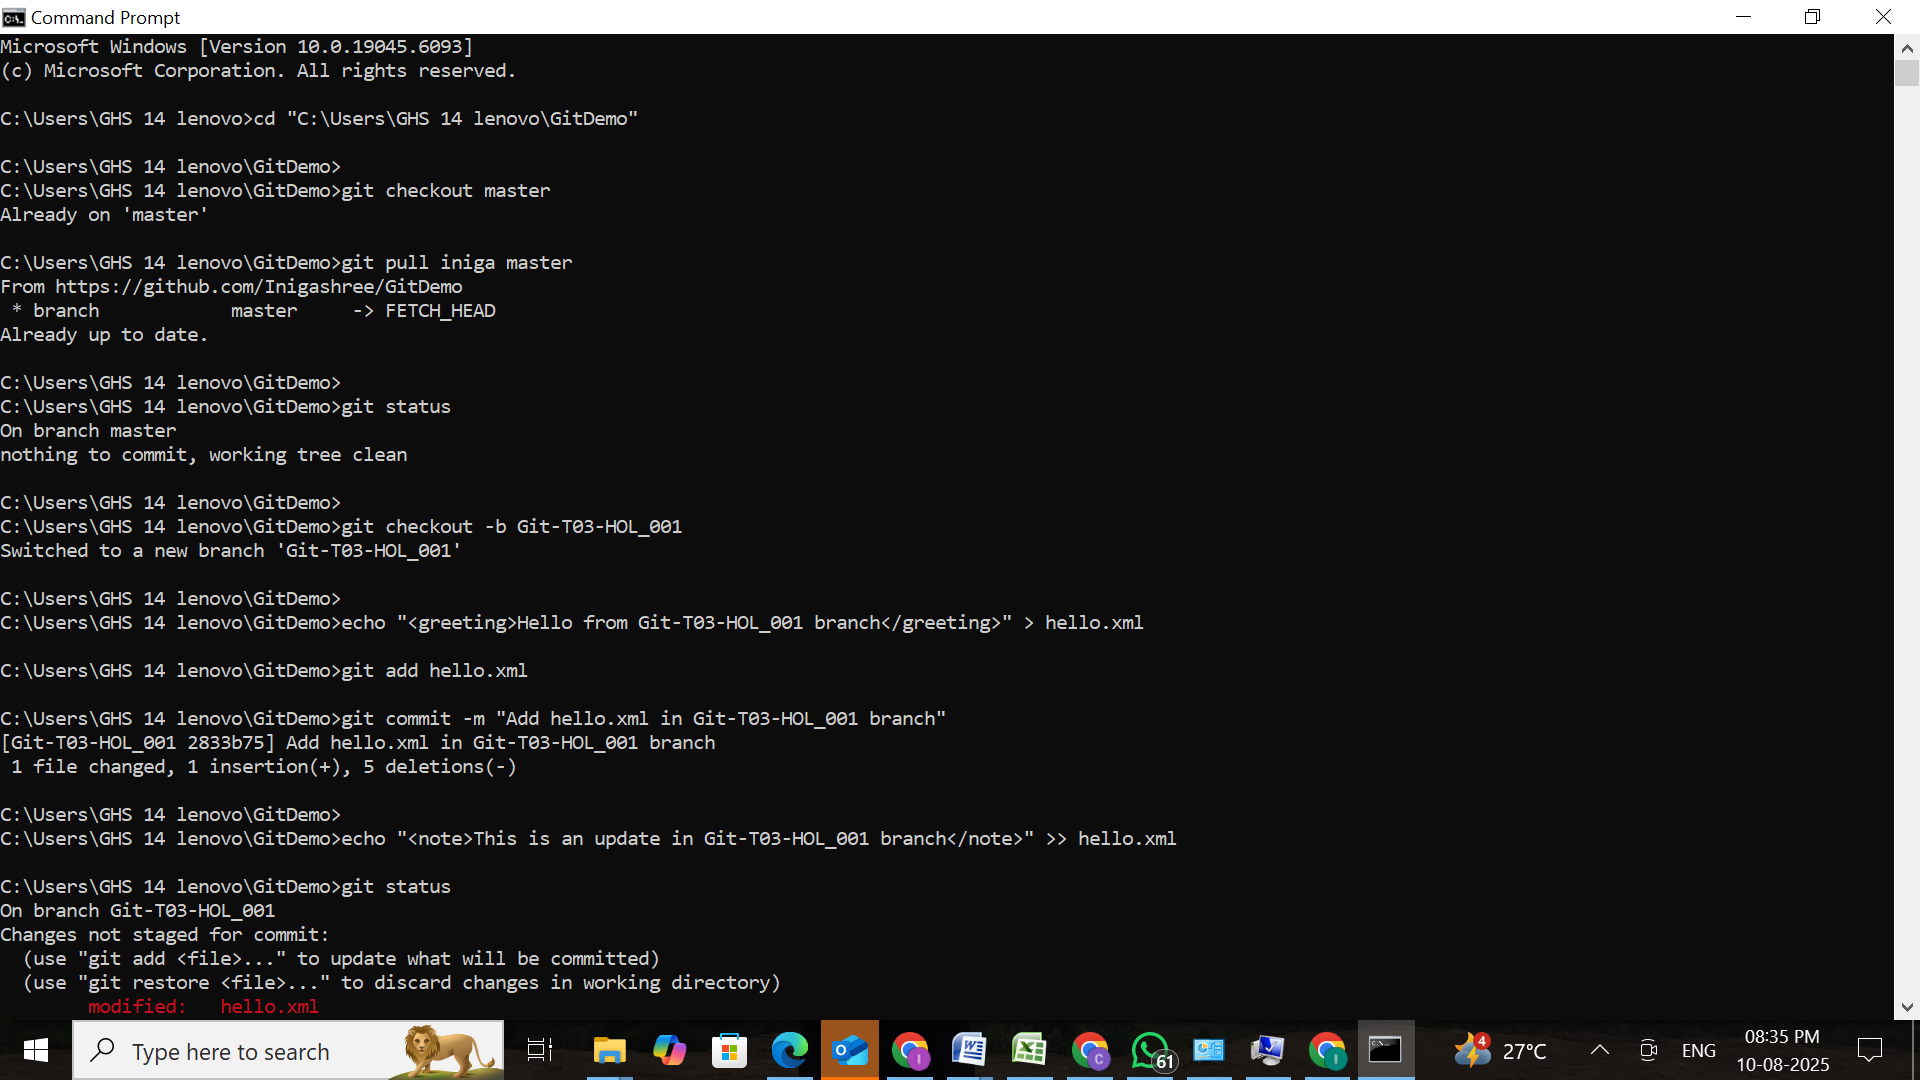 Command Prompt
Microsoft Windows [Version 10.0.19045.6093]
(c) Microsoft Corporation. All rights reserved.
C:\Users\GHS 14 lenovo>cd "C:\Users\GHS 14 lenovo\GitDemo"
C:\Users\GHS 14 lenovo\GitDemo>
C:\Users\GHS 14 lenovo\GitDemo>git checkout master
Already on 'master'
C:\Users\GHS 14 lenovo\GitDemo>git pull iniga master
From https://github.com/Inigashree/GitDemo
 * branch            master     -> FETCH_HEAD
Already up to date.
C:\Users\GHS 14 lenovo\GitDemo>
C:\Users\GHS 14 lenovo\GitDemo>git status
On branch master
nothing to commit, working tree clean
C:\Users\GHS 14 lenovo\GitDemo>
C:\Users\GHS 14 lenovo\GitDemo>git checkout -b Git-T03-HOL_001
Switched to a new branch 'Git-T03-HOL_001'
C:\Users\GHS 14 lenovo\GitDemo>
C:\Users\GHS 14 lenovo\GitDemo>echo "<greeting>Hello from Git-T03-HOL_001 branch</greeting>" > hello.xml
C:\Users\GHS 14 lenovo\GitDemo>git add hello.xml
C:\Users\GHS 14 lenovo\GitDemo>git commit -m "Add hello.xml in Git-T03-HOL_001 branch"
[Git-T03-HOL_001 2833b75] Add hello.xml in Git-T03-HOL_001 branch
 1 file changed, 1 insertion(+), 5 deletions(-)
C:\Users\GHS 14 lenovo\GitDemo>
C:\Users\GHS 14 lenovo\GitDemo>echo "<note>This is an update in Git-T03-HOL_001 branch</note>" >> hello.xml
C:\Users\GHS 14 lenovo\GitDemo>git status
On branch Git-T03-HOL_001
Changes not staged for commit:
  (use "git add <file>..." to update what will be committed)
  (use "git restore <file>..." to discard changes in working directory)
        modified:   hello.xml
Type here to search
61
4
27°C
ENG
08:35 PM
10-08-2025